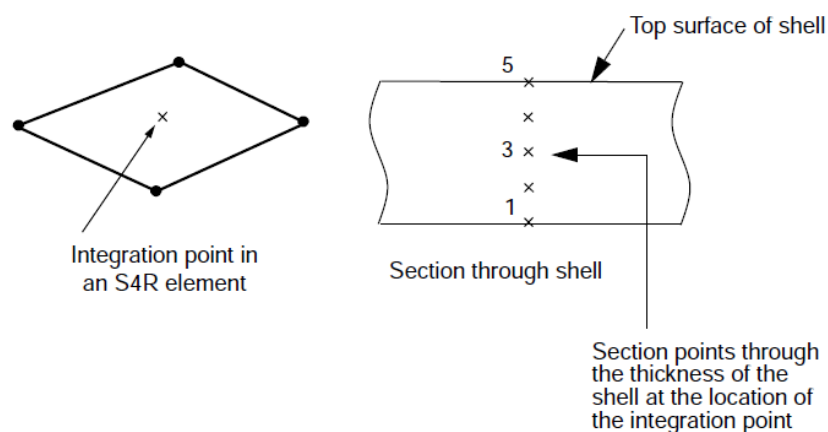 Top surface of shell
5
3
1
Integration point in
an S4R element
Section through shell
Section points through
the thickness of the
shell at the location of
the integration point